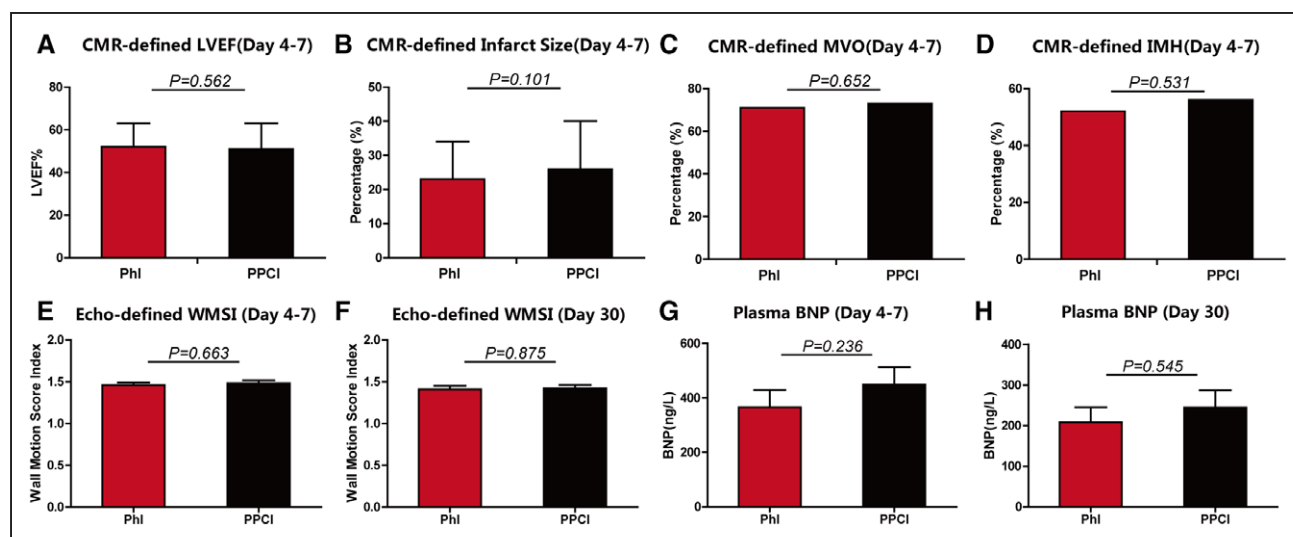 A CMR-defined LVEF(Day 4-7)
P=0.562
LVEF%
80
60
40
20
0
PhI
PPCI
B CMR-defined Infarct Size(Day 4-7)
P=0.101
Percentage (%)
50
40
30
20
10
0
PhI
PPCI
C CMR-defined MVO(Day 4-7)
P=0.652
Percentage (%)
80
60
40
20
0
PhI
PPCI
D CMR-defined IMH(Day 4-7)
P=0.531
Percentage (%)
60
40
20
0
PhI
PPCI
E Echo-defined WMSI (Day 4-7)
P=0.663
Wall Motion Score Index
2.0
1.5
1.0
0.5
0.0
PhI
PPCI
F Echo-defined WMSI (Day 30)
P=0.875
Wall Motion Score Index
2.0
1.5
1.0
0.5
0.0
PhI
PPCI
G Plasma BNP (Day 4-7)
P=0.236
BNP(ng/L)
600
400
200
0
PhI
PPCI
H Plasma BNP (Day 30)
P=0.545
BNP(ng/L)
400
300
200
100
0
PhI
PPCI